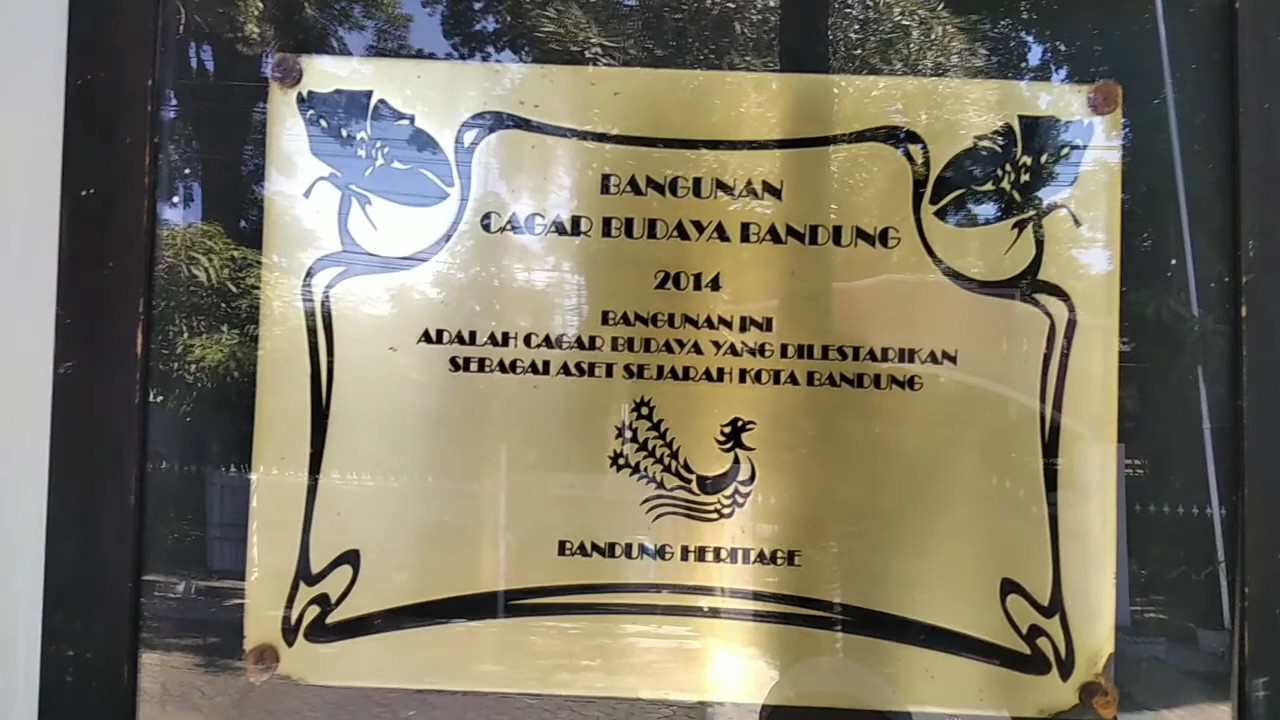 BANGUNAN
CAGAR BUDAYA BANDUNG
2014
BANGUNAN INI
ADALAH CAGAR BUDAYA YANG DILESTARIKAN
SEBAGAI ASET SEJARAH KOTA BANDUNG
BANDUNG HERITAGE